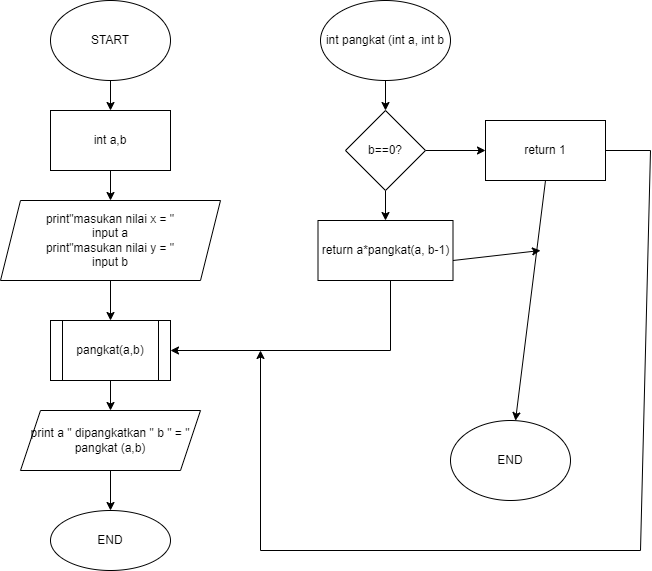 START
int a,b
print"masukan nilai x = "
input a
print"masukan nilai y = "
input b
pangkat(a,b)
print a " dipangkatkan " b " = "
pangkat (a,b)
END
int pangkat (int a, int b
b==0?
return 1
return a*pangkat(a, b-1)
END